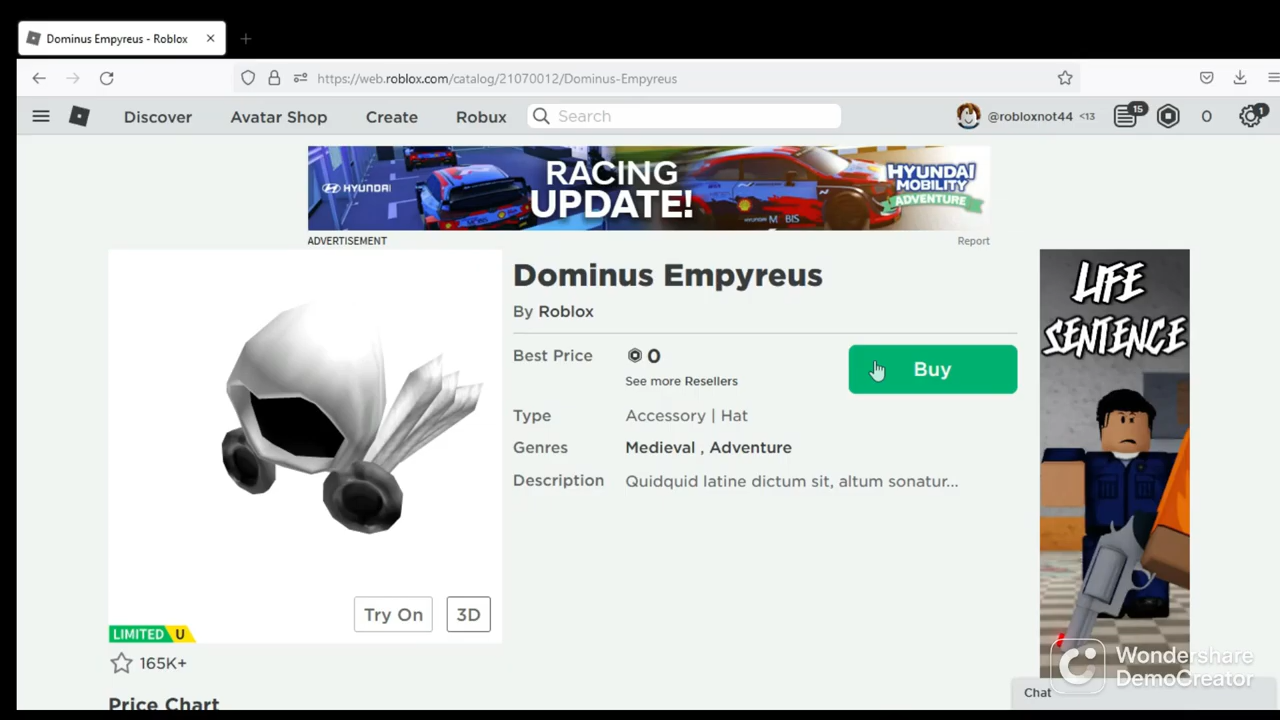 Dominus Empyreus - Roblox
https://web.roblox.com/catalog/21070012/Dominus-Empyreus
Discover Avatar Shop Create Robux Search @robloxnot44 <13 15 0 1
HYUNDAI RACING UPDATE! HYUNDAI MOBILITY ADVENTURE
ADVERTISEMENT Report
Dominus Empyreus
By Roblox
Best Price 0 Buy
See more Resellers
Type Accessory | Hat
Genres Medieval , Adventure
Description Quidquid latine dictum sit, altum sonatur...
LIFE
SENTENCE
Try On 3D
LIMITED U
165K+
Price Chart
Wondershare
DemoCreator
Chat